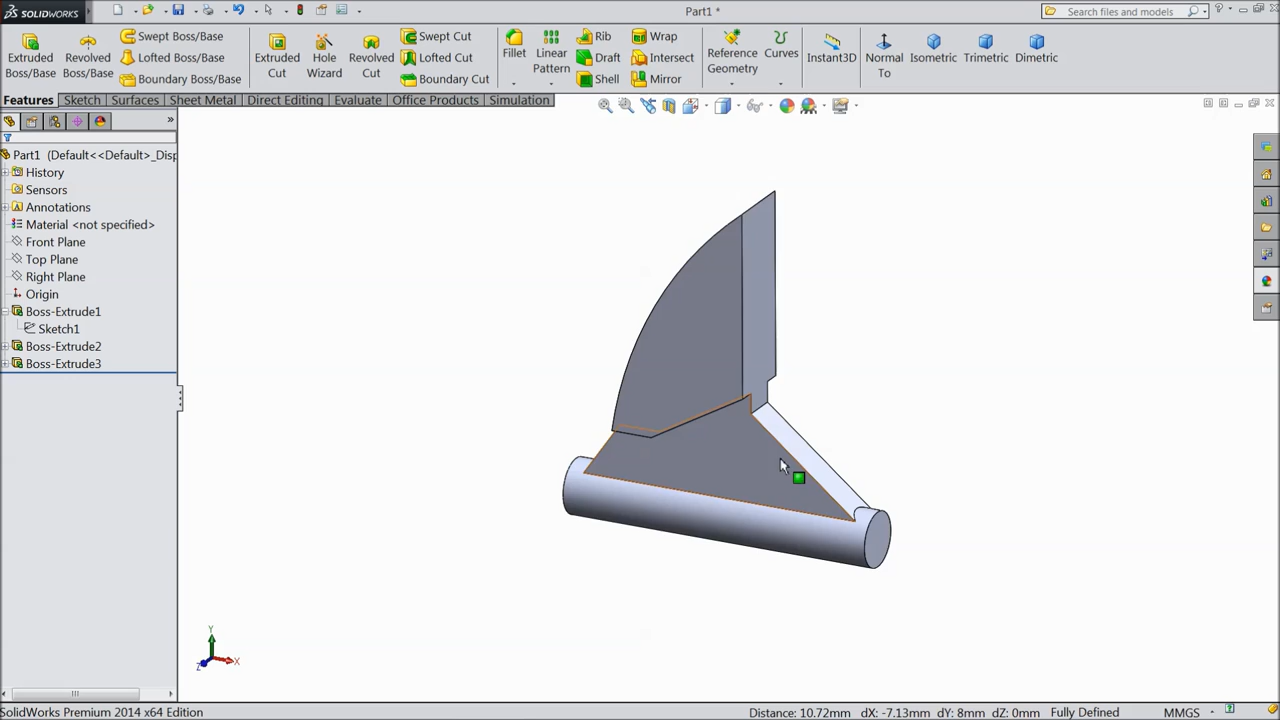 SOLIDWORKS
Part1 *
Search files and models
Extruded Boss/Base
Revolved Boss/Base
Swept Boss/Base
Lofted Boss/Base
Boundary Boss/Base
Extruded Cut
Hole Wizard
Revolved Cut
Swept Cut
Lofted Cut
Boundary Cut
Fillet
Linear Pattern
Rib
Draft
Shell
Wrap
Intersect
Mirror
Reference Geometry
Curves
Instant3D
Normal To
Isometric
Trimetric
Dimetric
Features
Sketch
Surfaces
Sheet Metal
Direct Editing
Evaluate
Office Products
Simulation
Part1 (Default<<Default>_Disp
History
Sensors
Annotations
Material <not specified>
Front Plane
Top Plane
Right Plane
Origin
Boss-Extrude1
Sketch1
Boss-Extrude2
Boss-Extrude3
Y
X
Z
SolidWorks Premium 2014 x64 Edition
Distance: 10.72mm dX: -7.13mm dY: 8mm dZ: 0mm Fully Defined MMGS